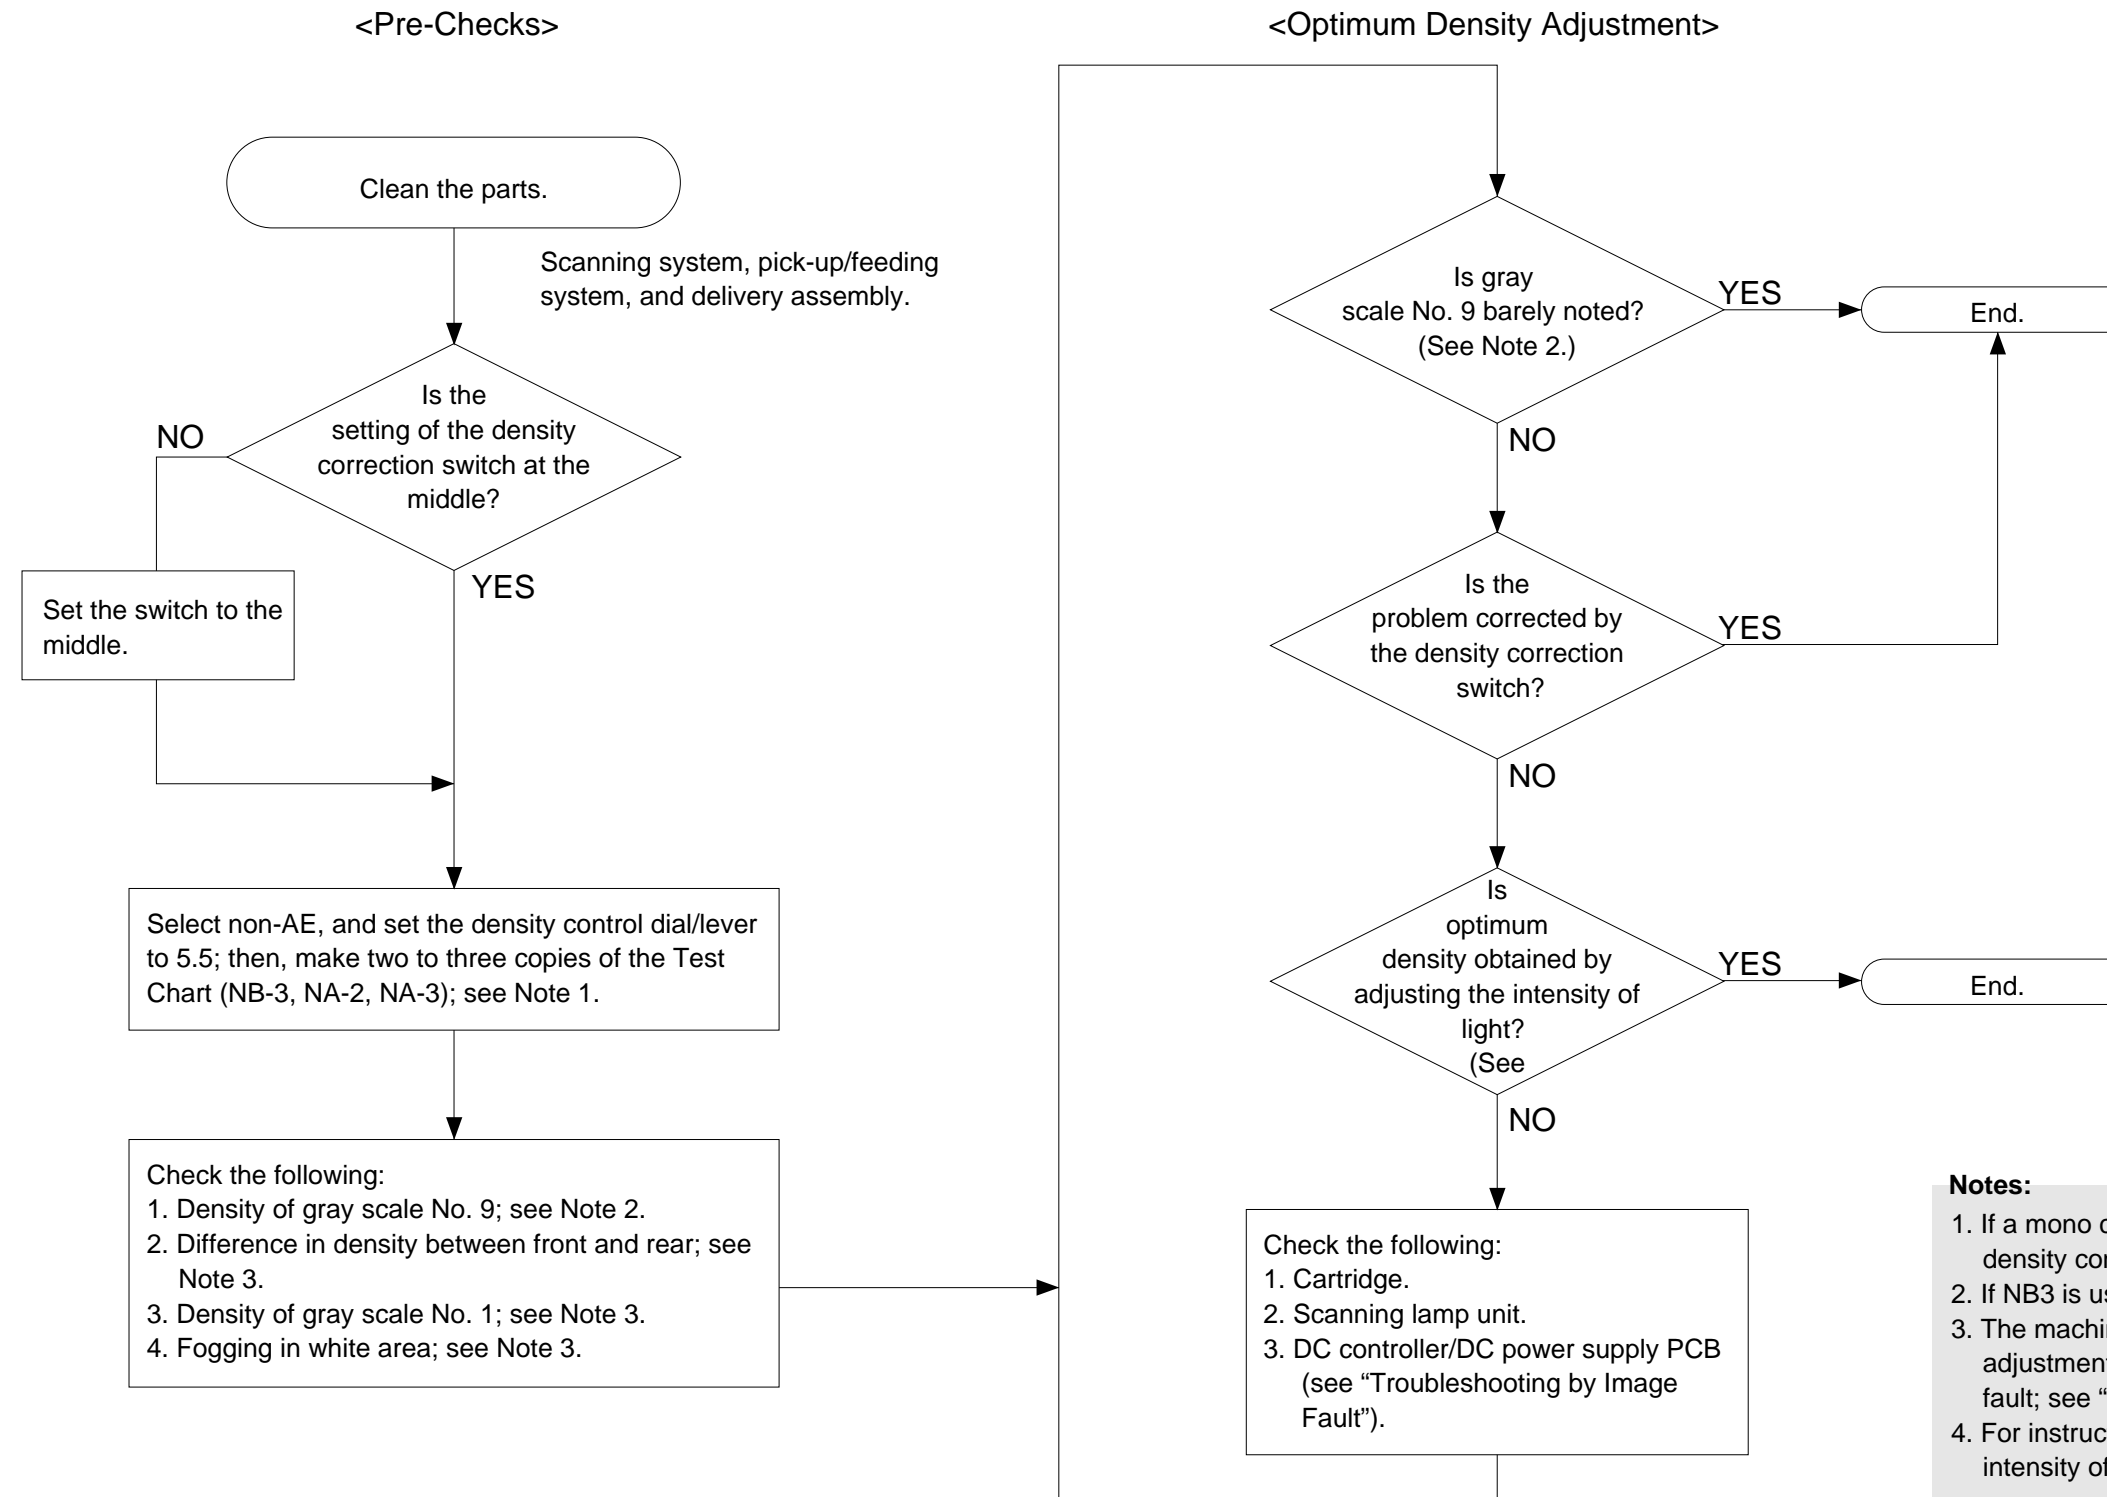 <Pre-Checks>
Clean the parts.
Scanning system, pick-up/feeding
system, and delivery assembly.
Is the
setting of the density
correction switch at the
middle?
NO
YES
Set the switch to the
middle.
Select non-AE, and set the density control dial/lever
to 5.5; then, make two to three copies of the Test
Chart (NB-3, NA-2, NA-3); see Note 1.
Check the following:
1. Density of gray scale No. 9; see Note 2.
2. Difference in density between front and rear; see
Note 3.
3. Density of gray scale No. 1; see Note 3.
4. Fogging in white area; see Note 3.
<Optimum Density Adjustment>
Is gray
scale No. 9 barely noted?
(See Note 2.)
YES
End.
NO
Is the
problem corrected by
the density correction
switch?
YES
NO
Is
optimum
density obtained by
adjusting the intensity of
light?
(See
YES
End.
NO
Check the following:
1. Cartridge.
2. Scanning lamp unit.
3. DC controller/DC power supply PCB
(see “Troubleshooting by Image
Fault”).
Notes:
1. If a mono
density
2. If NB3 is
3. The
fault; see “
4. For
intensity of